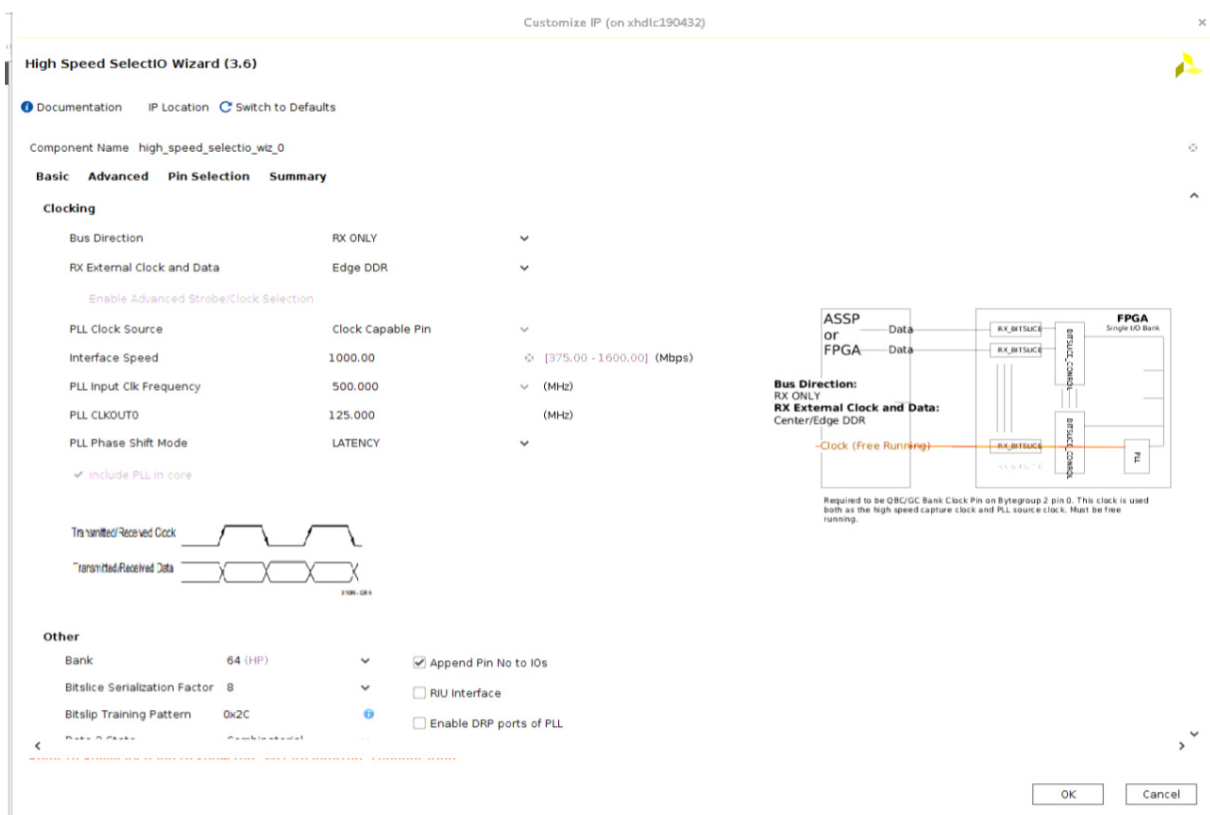 Customize IP (on xhdlc190432)
×
High Speed SelectIO Wizard (3.6)
Documentation IP Location Switch to Defaults
Component Name high_speed_selectio_wiz_0
Basic Advanced Pin Selection Summary
Clocking
Bus Direction RX ONLY
RX External Clock and Data Edge DDR
Enable Advanced Strobe/Clock Selection
PLL Clock Source Clock Capable Pin
Interface Speed 1000.00 [375.00 - 1600.00] (Mbps)
PLL Input Clk Frequency 500.000 (MHz)
PLL CLKOUT0 125.000 (MHz)
PLL Phase Shift Mode LATENCY
Include PLL in core
Transmitted/Received Clock
Transmitted/Received Data
ASSP
or
FPGA
Data
Data
RX_BITSLICE
RX_BITSLICE
BITSLICE_CONROL
FPGA
Single I/O Bank
Bus Direction:
RX ONLY
RX External Clock and Data:
Center/Edge DDR
Clock (Free Running)
RX_BITSLICE
BITSLICE_CONROL
PLL
Required to be QBC/GC Bank Clock Pin on Bytegroup 2 pin 0. This clock is used
both as the high speed capture clock and PLL source clock. Must be free
running.
Other
Bank 64 (HP)
Append Pin No to IOs
Bitslice Serialization Factor 8
RIU Interface
Bitslip Training Pattern 0x2C
Enable DRP ports of PLL
OK Cancel